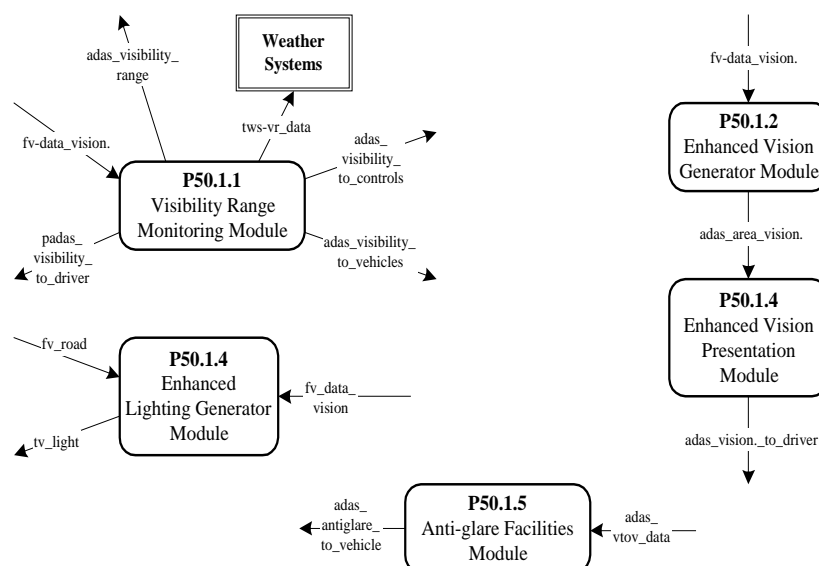 adas_visibility_
range
Weather
Systems
fv-data_vision.
fv-data_vision.
tws-vr_data
adas_
visibility_
to_controls
P50.1.1
Visibility Range
Monitoring Module
P50.1.2
Enhanced Vision
Generator Module
padas_
visibility_
to_driver
adas_visibility_
to_vehicles
adas_area_vision.
P50.1.4
Enhanced Vision
Presentation
Module
fv_road
P50.1.4
Enhanced
Lighting Generator
Module
fv_data_
vision
tv_light
adas_vision._to_driver
adas_
antiglare_
to_vehicle
P50.1.5
Anti-glare Facilities
Module
adas_
vtov_data